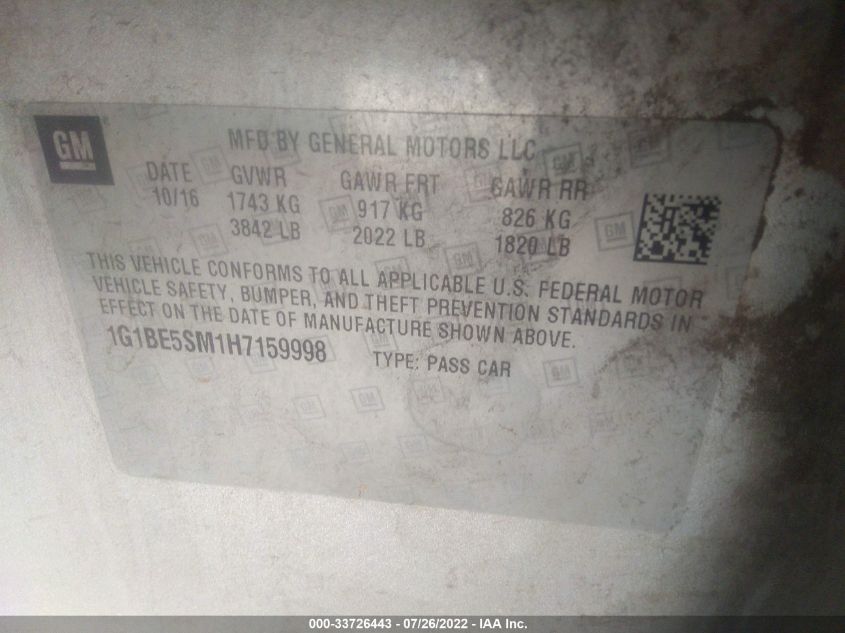 GM
MFD BY GENERAL MOTORS LLC
DATE GVWR GAWR FRT GAWR RR
10/16 1743 KG 917 KG 826 KG
3842 LB 2022 LB 1820 LB
THIS VEHICLE CONFORMS TO ALL APPLICABLE U.S. FEDERAL MOTOR
VEHICLE SAFETY, BUMPER, AND THEFT PREVENTION STANDARDS IN
EFFECT ON THE DATE OF MANUFACTURE SHOWN ABOVE.
1G1BE5SM1H7159998 TYPE: PASS CAR
000-33726443 - 07/26/2022 - IAA Inc.